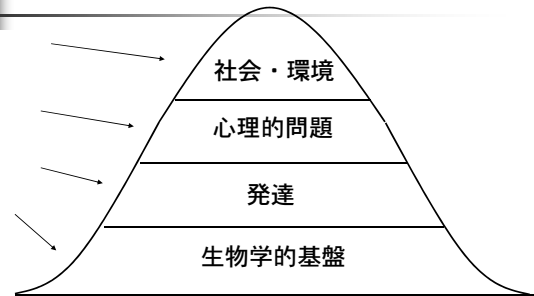 社会・環境
心理的問題
発達
生物学的基盤